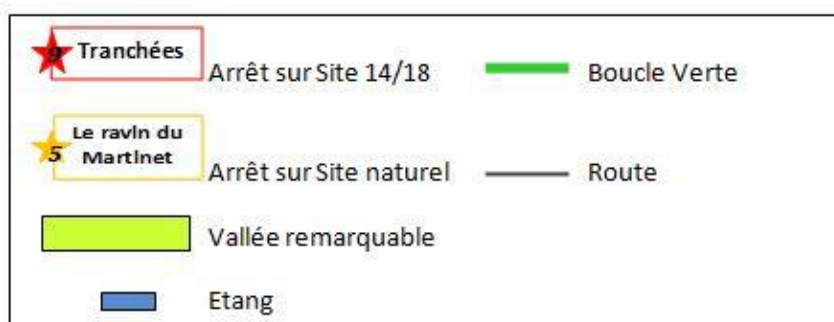 9 Tranchées
Arrêt sur Site 14/18
Boucle Verte
5 Le ravin du
Martinet
Arrêt sur Site naturel
Route
Vallée remarquable
Etang